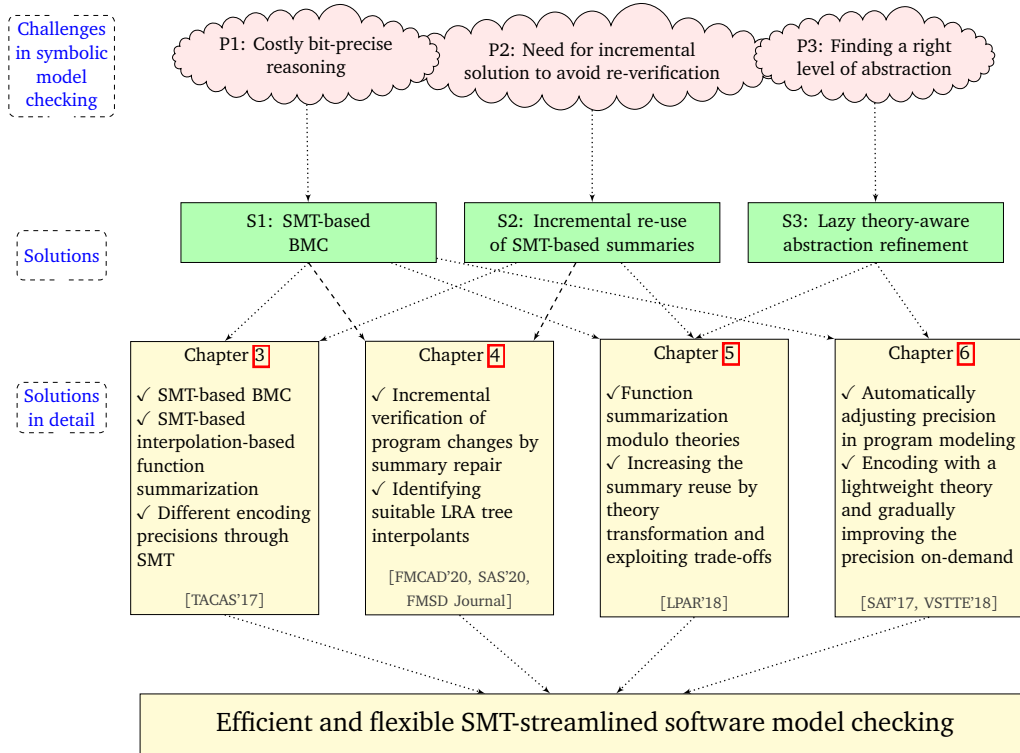 Challenges
in symbolic
model
checking
P1: Costly bit-precise
reasoning
P2: Need for incremental
solution to avoid re-verification
P3: Finding a right
level of abstraction
Solutions
S1: SMT-based
BMC
S2: Incremental re-use
of SMT-based summaries
S3: Lazy theory-aware
abstraction refinement
Solutions
in detail
Chapter 3
✓ SMT-based BMC
✓ SMT-based
interpolation-based
function
summarization
✓ Different encoding
precisions through
SMT
[TACAS'17]
Chapter 4
✓ Incremental
verification of
program changes by
summary repair
✓ Identifying
suitable LRA tree
interpolants
[FMCAD'20, SAS'20,
FMSD Journal]
Chapter 5
✓Function
summarization
modulo theories
✓ Increasing the
summary reuse by
theory
transformation and
exploiting trade-offs
[LPAR'18]
Chapter 6
✓ Automatically
adjusting precision
in program modeling
✓ Encoding with a
lightweight theory
and gradually
improving the
precision on-demand
[SAT'17, VSTTE'18]
Efficient and flexible SMT-streamlined software model checking